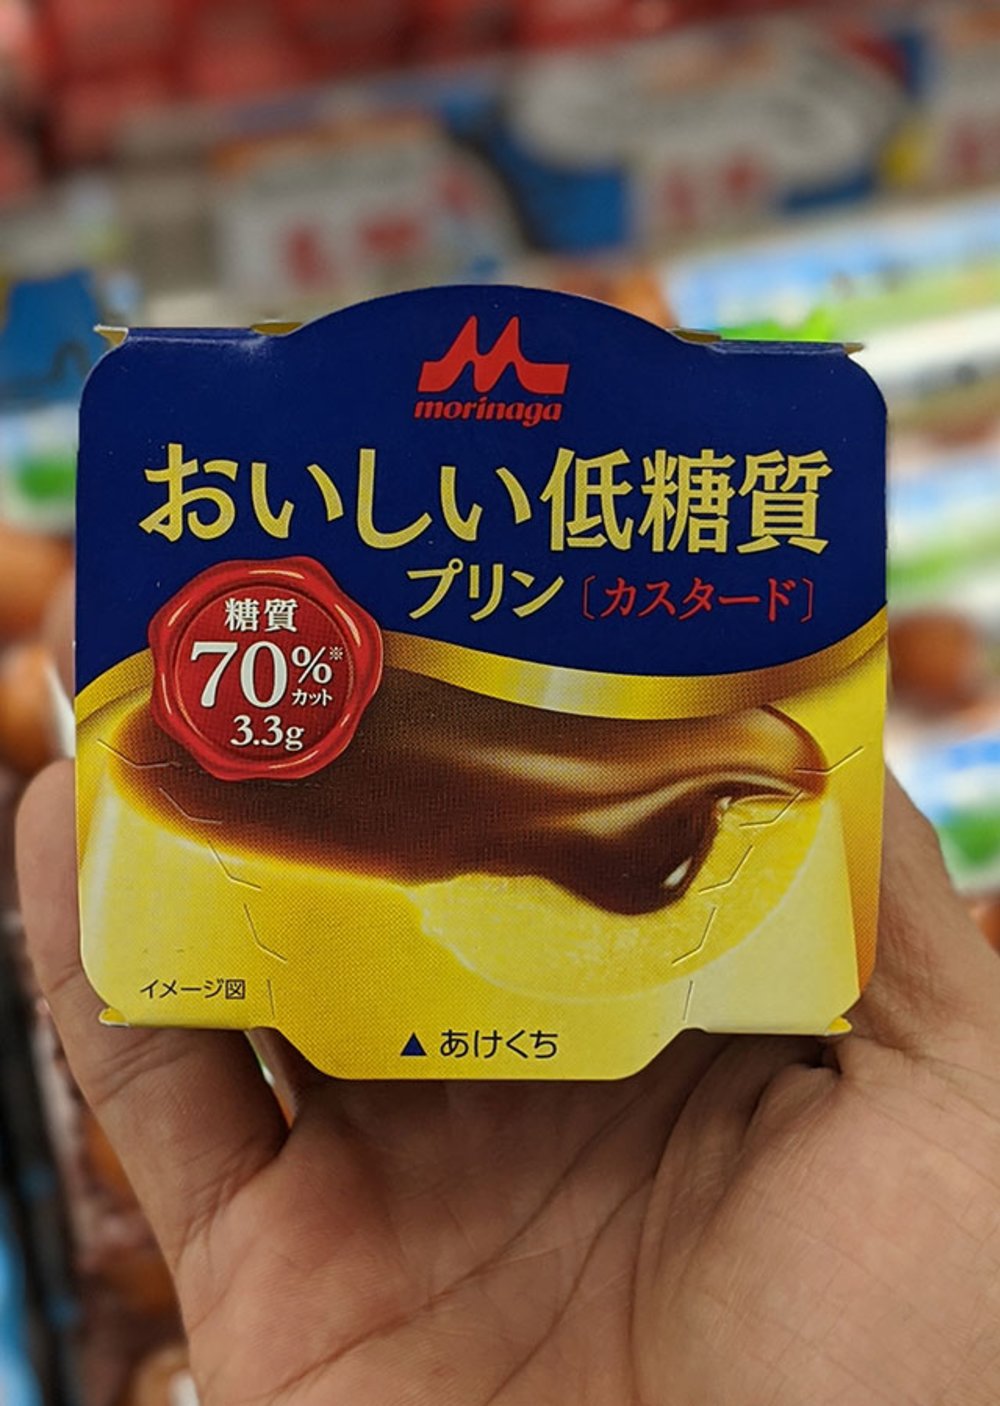 morinaga
おいしい低糖質
プリン〔カスタード〕
糖質
70%※
カット
3.3g
イメージ図
▲ あけくち